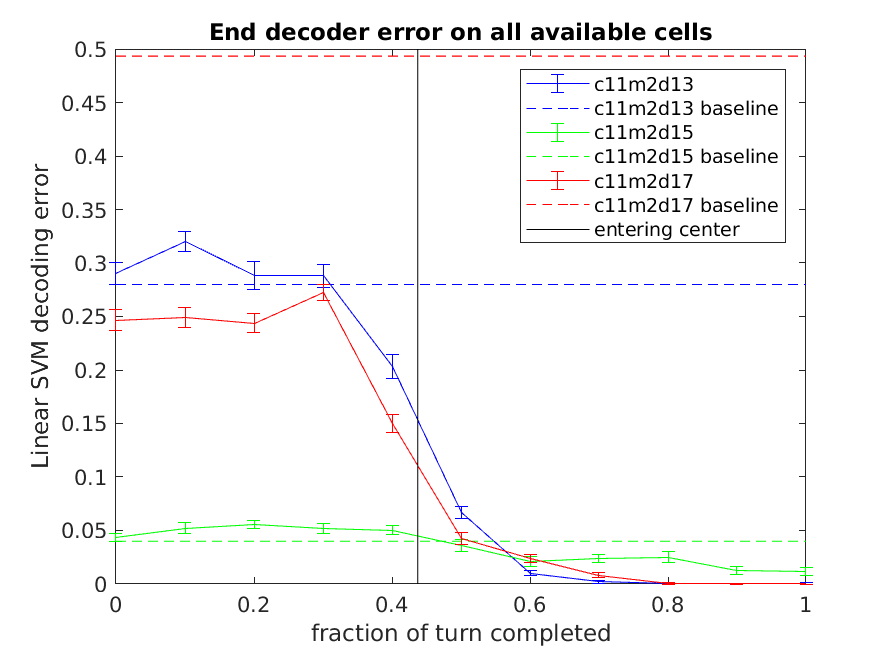 End decoder error on all available cells
0.5
0.45
0.4
0.35
0.3
0.25
0.2
0.15
0.1
0.05
0
Linear SVM decoding error
c11m2d13
c11m2d13 baseline
c11m2d15
c11m2d15 baseline
c11m2d17
c11m2d17 baseline
entering center
0
0.2
0.4
0.6
0.8
1
fraction of turn completed